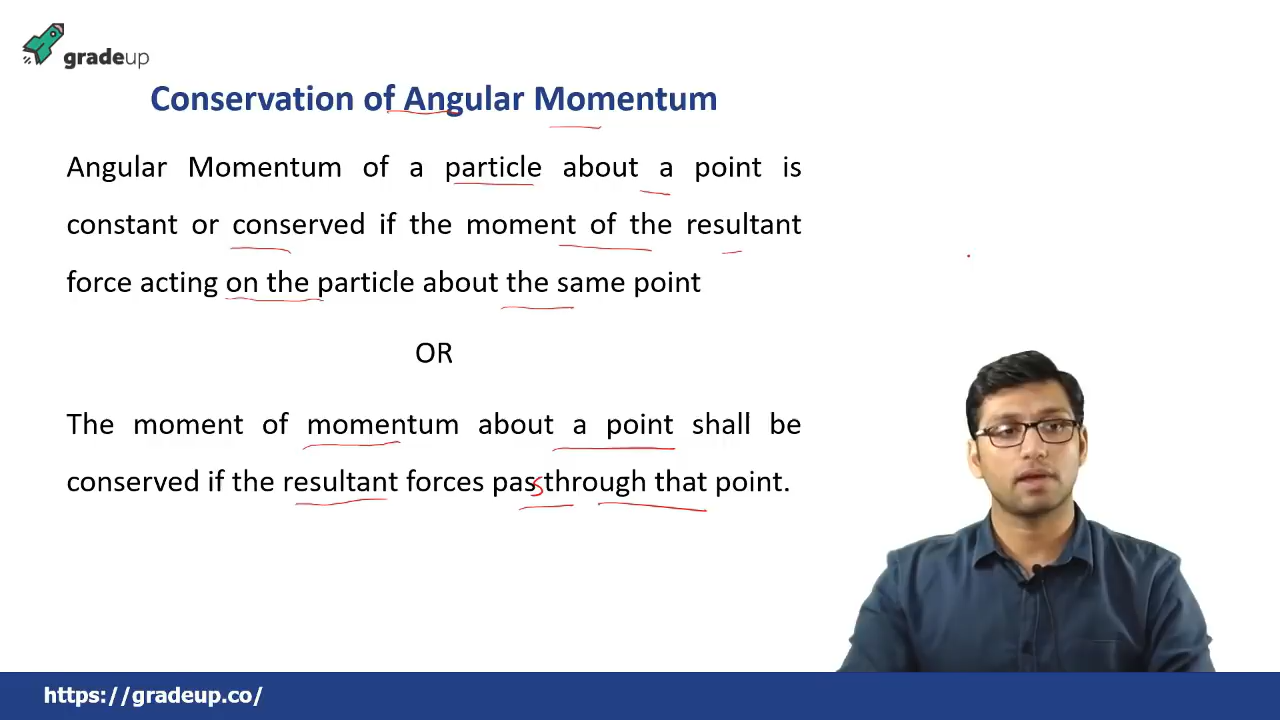 gradeup
Conservation of Angular Momentum
Angular Momentum of a particle about a point is
constant or conserved if the moment of the resultant
force acting on the particle about the same point
OR
The moment of momentum about a point shall be
conserved if the resultant forces pass through that point.
https://gradeup.co/